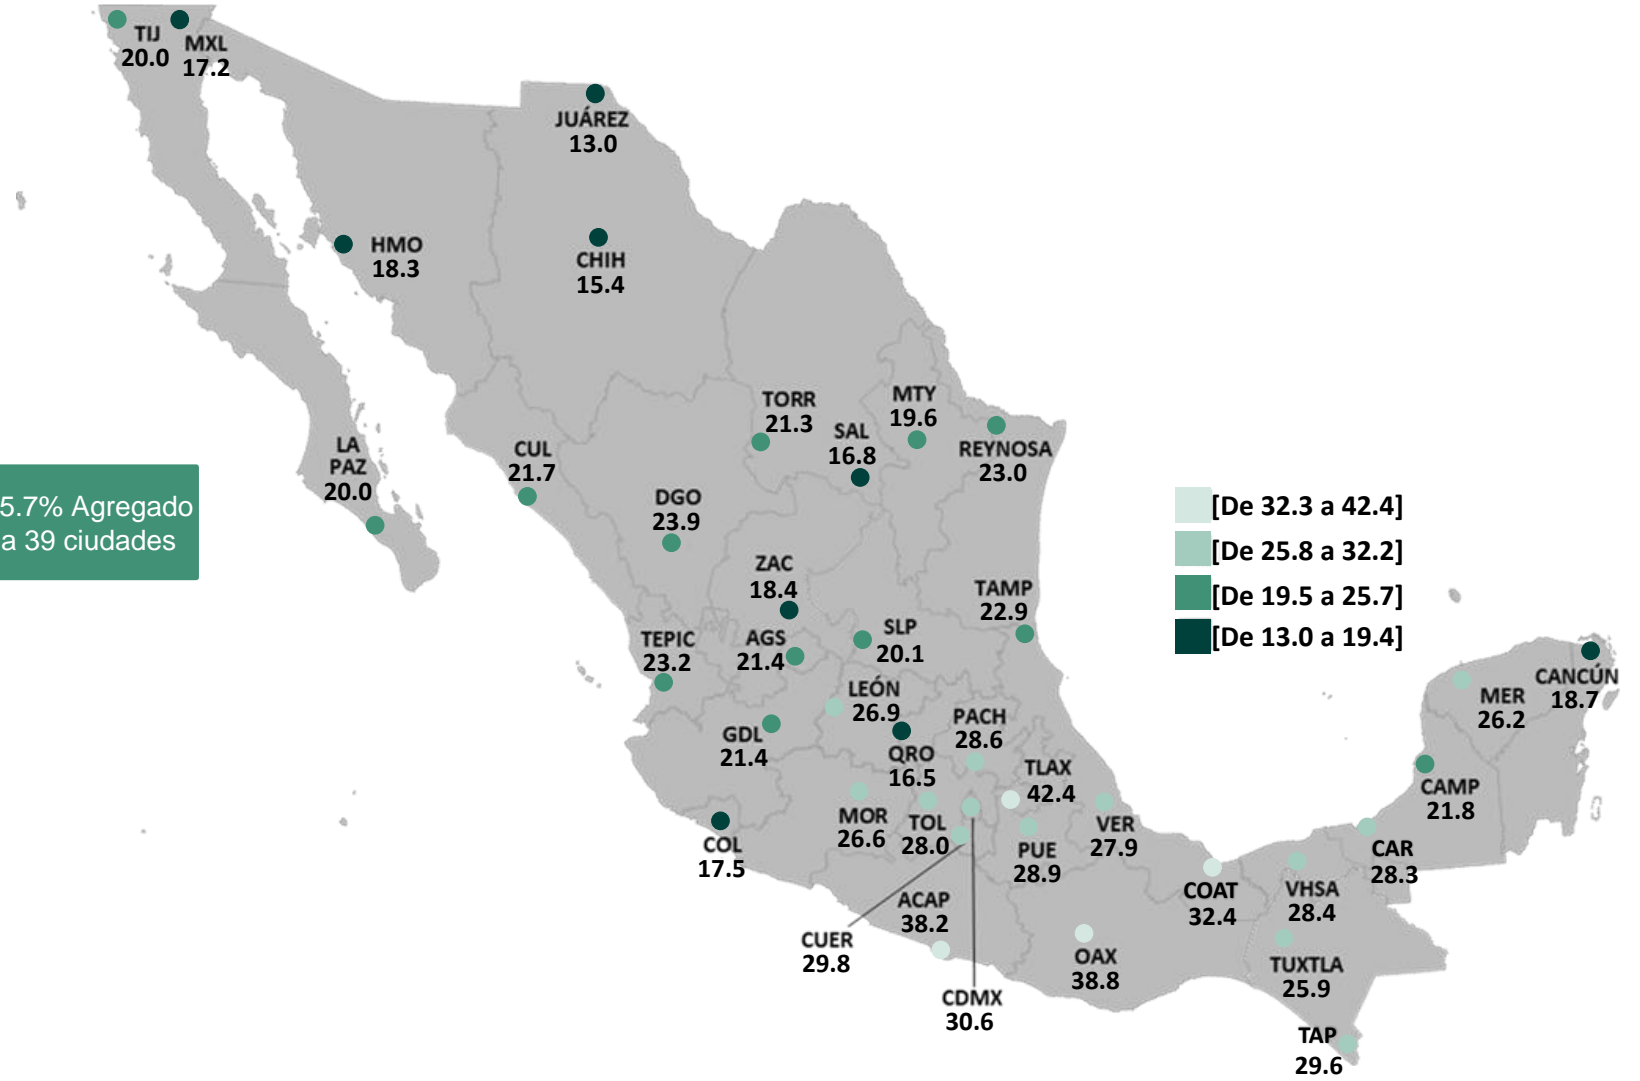 TIJ
20.0
MXL
17.2
JUÁREZ
13.0
HMO
18.3
CHIH
15.4
TORR
21.3
MTY
19.6
SAL
16.8
REYNOSA
23.0
LA
PAZ
20.0
CUL
21.7
DGO
23.9
5.7% Agregado
a 39 ciudades
[De 32.3 a 42.4]
[De 25.8 a 32.2]
[De 19.5 a 25.7]
[De 13.0 a 19.4]
ZAC
18.4
TAMP
22.9
TEPIC
23.2
AGS
21.4
SLP
20.1
CANCÚN
18.7
MER
26.2
LEÓN
26.9
PACH
28.6
GDL
21.4
QRO
16.5
TLAX
42.4
CAMP
21.8
MOR
26.6
TOL
28.0
VER
27.9
COL
17.5
PUE
28.9
CAR
28.3
COAT
32.4
VHSA
28.4
ACAP
38.2
CUER
29.8
OAX
38.8
TUXTLA
25.9
CDMX
30.6
TAP
29.6